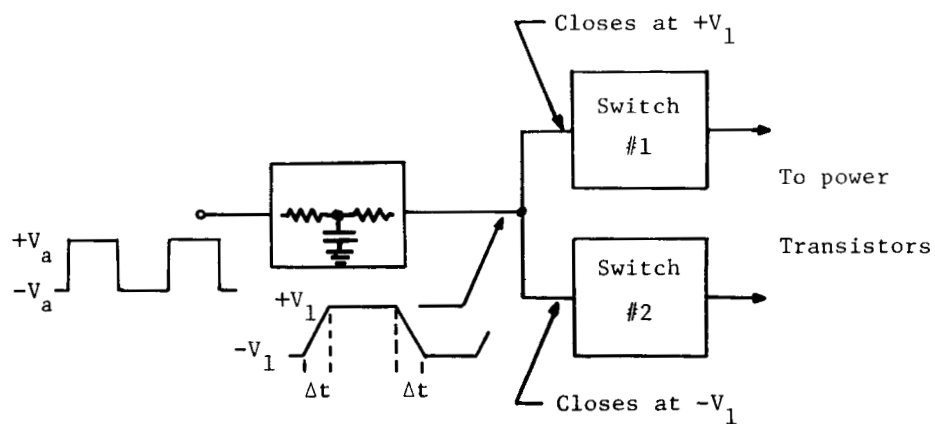 Closes at +V1
Switch
#1
To power
Transistors
+Va
-Va
Switch
#2
+V1
-V1
Δt Δt
Closes at -V1